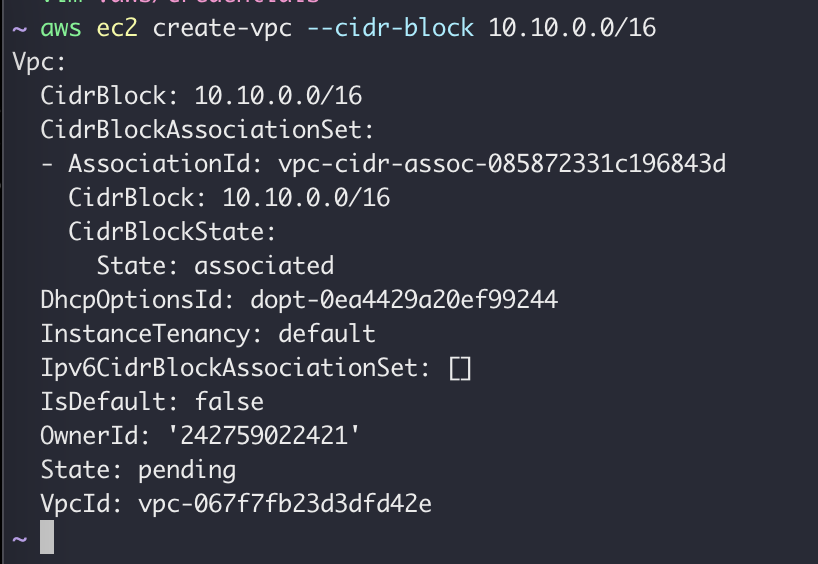 ~ aws ec2 create-vpc --cidr-block 10.10.0.0/16
Vpc:
  CidrBlock: 10.10.0.0/16
  CidrBlockAssociationSet:
  - AssociationId: vpc-cidr-assoc-085872331c196843d
    CidrBlock: 10.10.0.0/16
    CidrBlockState:
      State: associated
  DhcpOptionsId: dopt-0ea4429a20ef99244
  InstanceTenancy: default
  Ipv6CidrBlockAssociationSet: []
  IsDefault: false
  OwnerId: '242759022421'
  State: pending
  VpcId: vpc-067f7fb23d3dfd42e
~